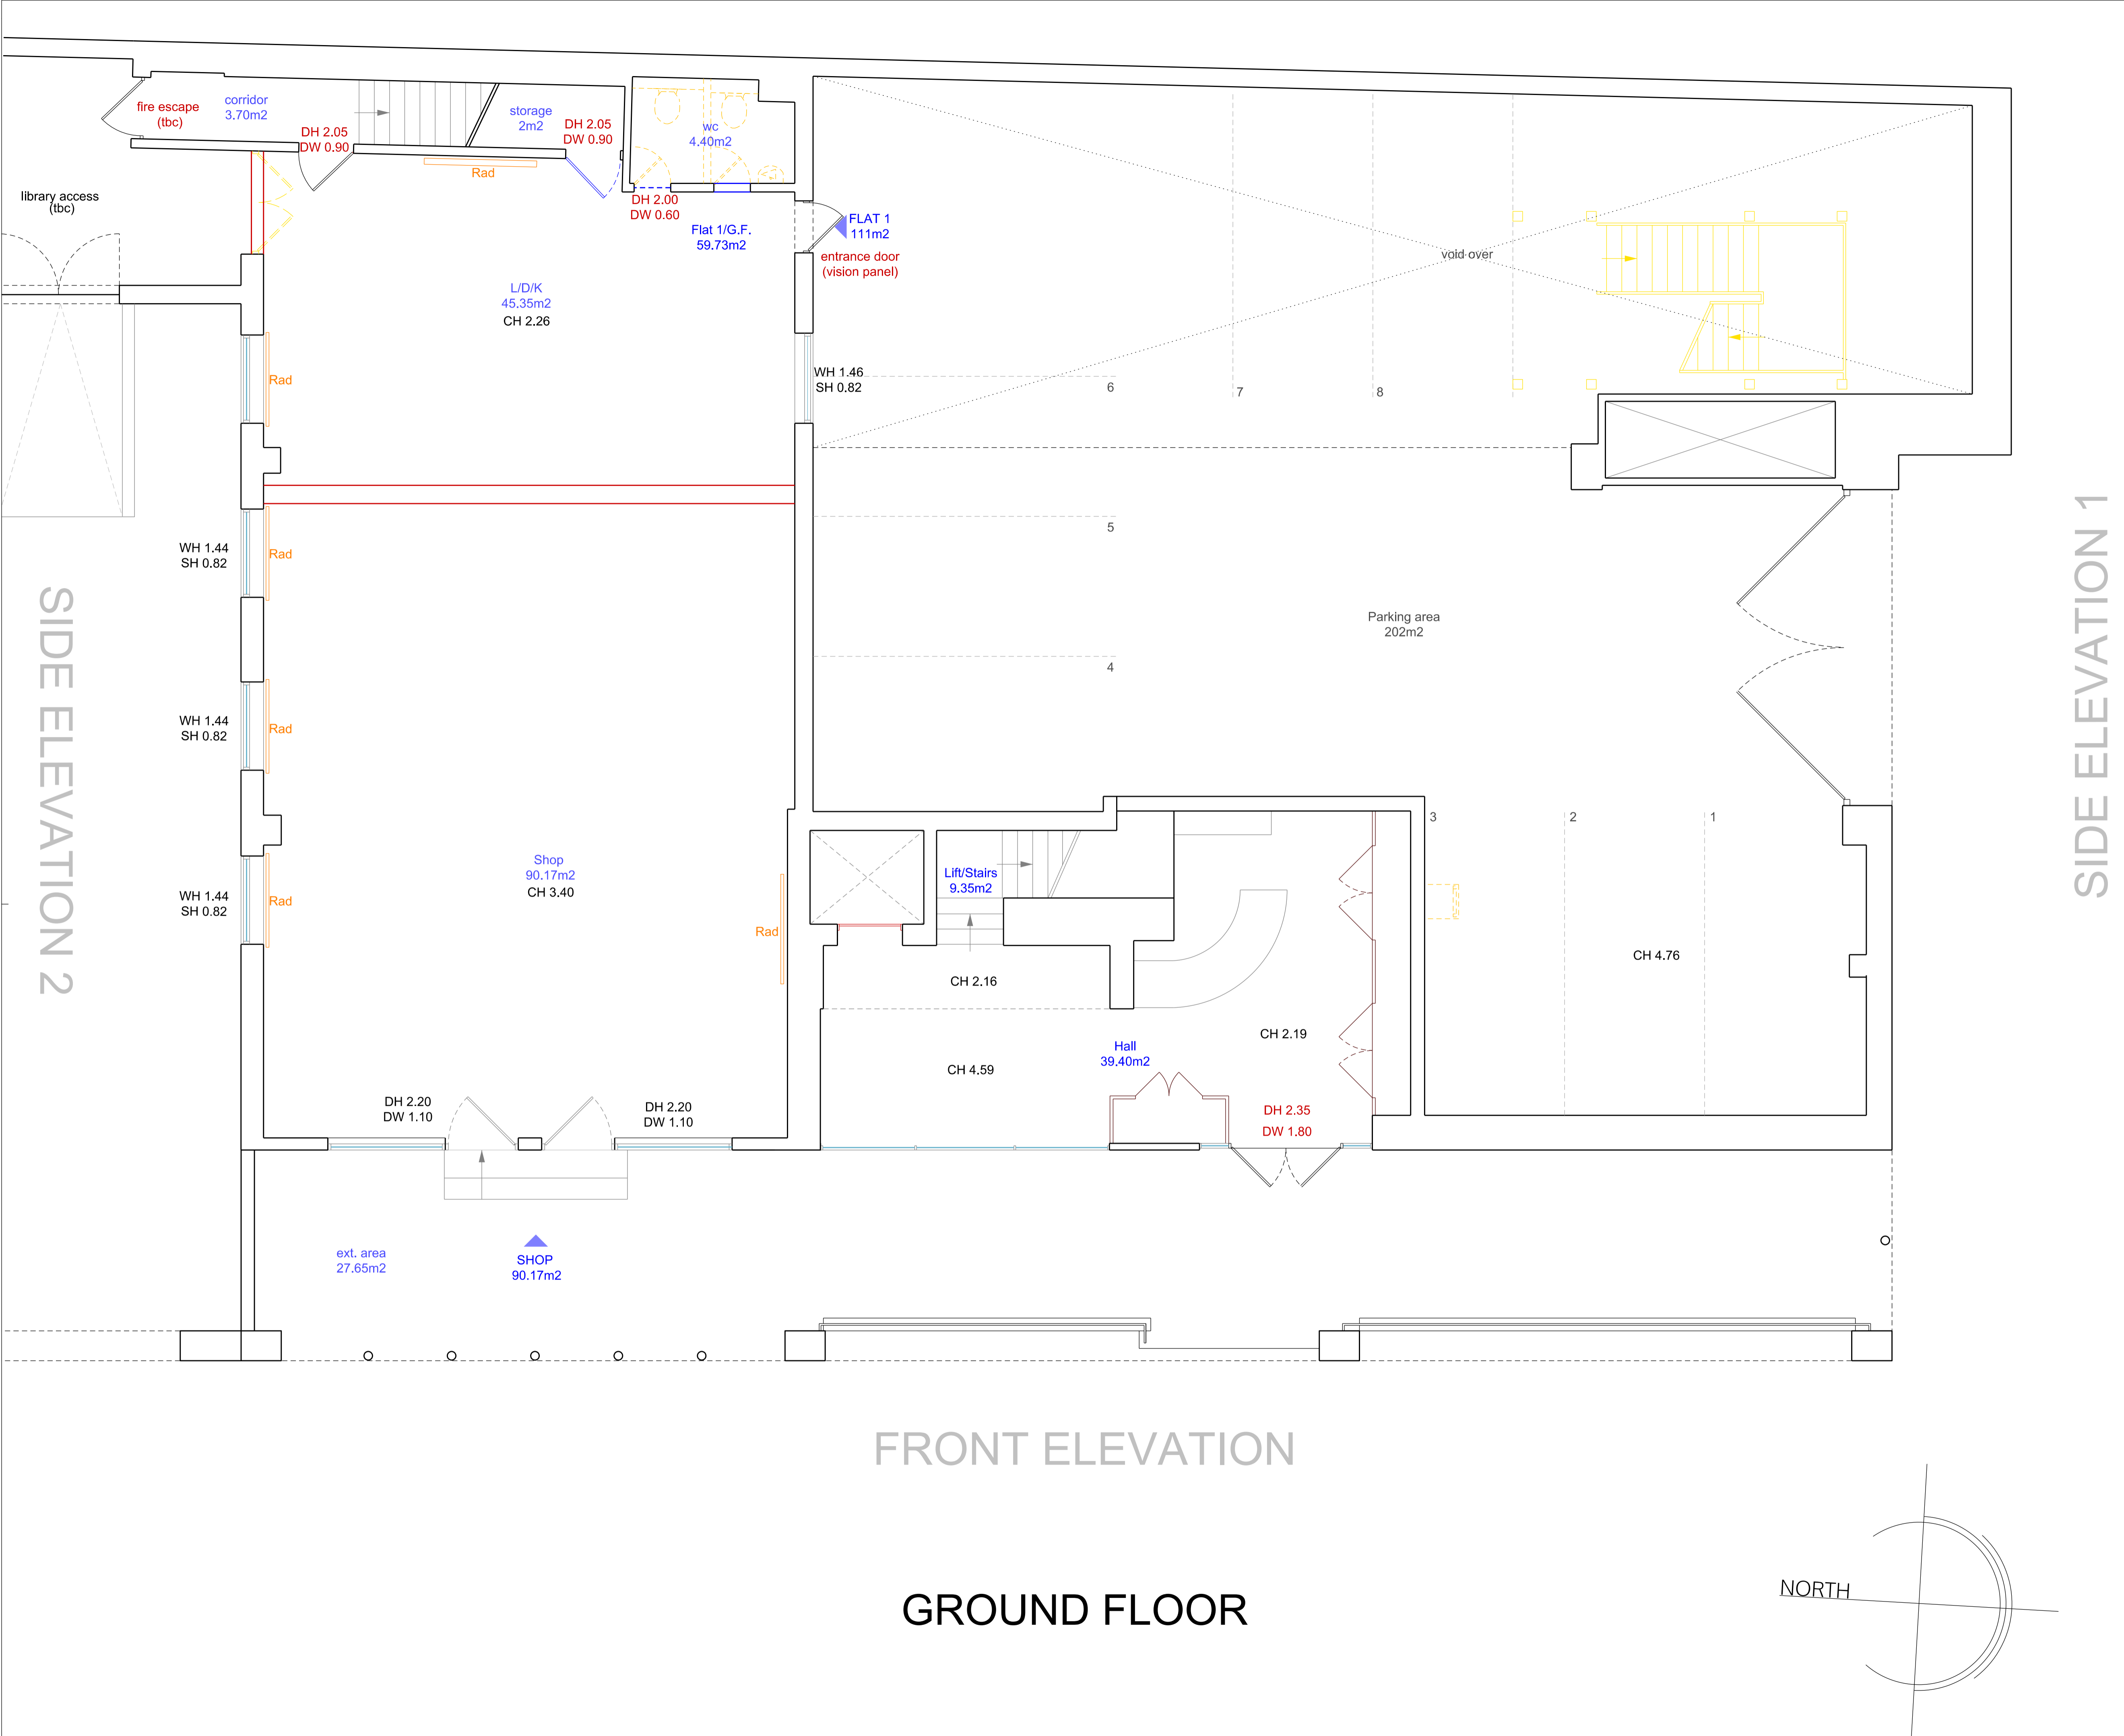 fire escape
(tbc)
corridor
3.70m2
DH 2.05
DW 0.90
storage
2m2
DH 2.05
DW 0.90
wc
4.40m2
Rad
library access
(tbc)
DH 2.00
DW 0.60
Flat 1/G.F.
59.73m2
FLAT 1
111m2
entrance door
(vision panel)
void over
L/D/K
45.35m2
CH 2.26
Rad
WH 1.46
SH 0.82
6
7
8
5
4
WH 1.44
SH 0.82
Rad
Parking area
202m2
SIDE ELEVATION 1
SIDE ELEVATION 2
WH 1.44
SH 0.82
Rad
3
2
1
Shop
90.17m2
CH 3.40
WH 1.44
SH 0.82
Rad
Rad
Lift/Stairs
9.35m2
CH 2.16
CH 4.76
CH 2.19
Hall
39.40m2
CH 4.59
DH 2.20
DW 1.10
DH 2.20
DW 1.10
DH 2.35
DW 1.80
ext. area
27.65m2
SHOP
90.17m2
FRONT ELEVATION
GROUND FLOOR
NORTH